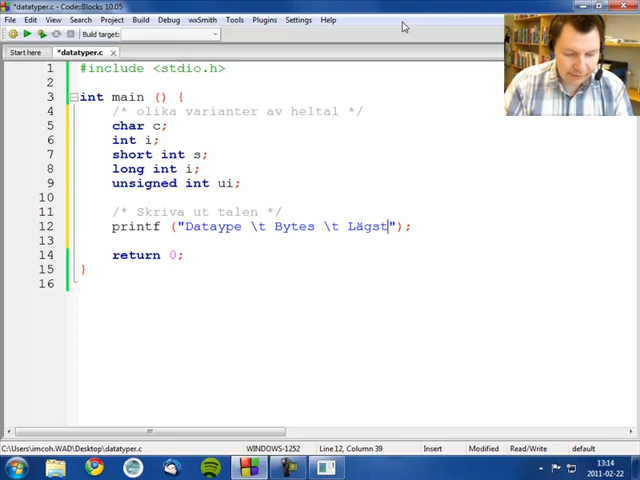 *datatyper.c - Code::Blocks 10.05
File Edit View Search Project Build Debug wxSmith Tools Plugins Settings Help
Build target:
Start here *datatyper.c
1 #include <stdio.h>
2
3 int main () {
4 /* olika varianter av heltal */
5 char c;
6 int i;
7 short int s;
8 long int i;
9 unsigned int ui;
10
11 /* Skriva ut talen */
12 printf ("Dataype \t Bytes \t Lägst");
13
14 return 0;
15 }
16
C:\Users\imcoh.WAD\Desktop\datatyper.c WINDOWS-1252 Line 12, Column 39 Insert Modified Read/Write default
13:14
2011-02-22